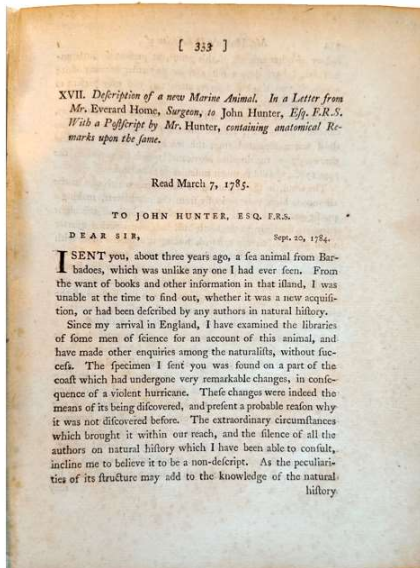 [ 333 ]
XVII. Deſcription of a new Marine Animal. In a Letter from
Mr. Everard Home, Surgeon, to John Hunter, Eſq. F.R.S.
With a Poſtſcript by Mr. Hunter, containing anatomical Re-
marks upon the ſame.
Read March 7, 1785.
TO JOHN HUNTER, ESQ. F.R.S.
DEAR SIR, Sept. 20, 1784.
I SENT you, about three years ago, a ſea animal from Bar-
badoes, which was unlike any one I had ever ſeen. From
the want of books and other information in that iſland, I was
unable at the time to find out, whether it was a new acquiſi-
tion, or had been deſcribed by any authors in natural hiſtory.
Since my arrival in England, I have examined the libraries
of ſome men of ſcience for an account of this animal, and
have made other enquiries among the naturaliſts, without ſuc-
ceſs. The ſpecimen I ſent you was found on a part of the
coaſt which had undergone very remarkable changes, in conſe-
quence of a violent hurricane. Theſe changes were indeed the
means of its being diſcovered, and preſent a probable reaſon why
it was not diſcovered before. The extraordinary circumſtances
which brought it within our reach, and the ſilence of all the
authors on natural hiſtory which I have been able to conſult,
incline me to believe it to be a non-deſcript. As the peculiari-
ties of its ſtructure may add to the knowledge of the natural
hiſtory